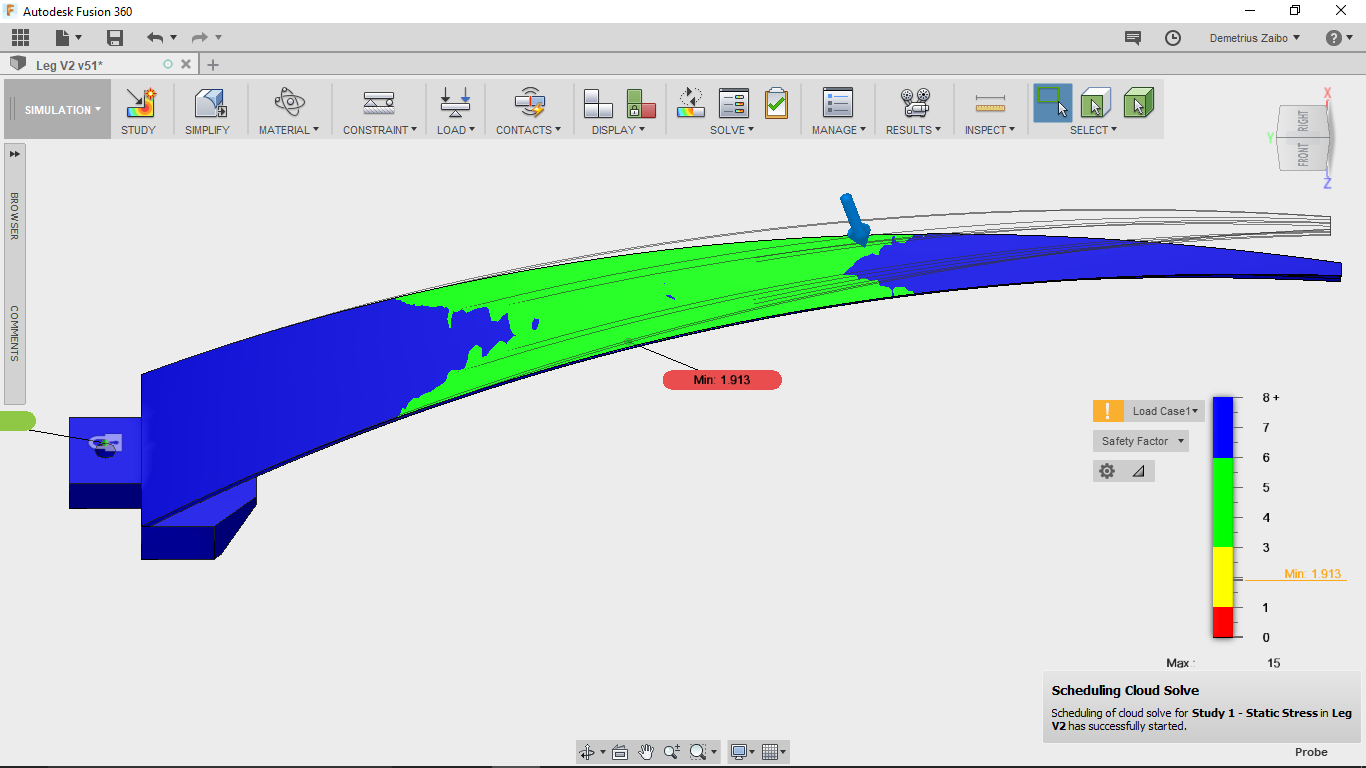 Autodesk Fusion 360
Demetrius Zaibo
Leg V2 v51*
SIMULATION
STUDY
SIMPLIFY
MATERIAL
CONSTRAINT
LOAD
CONTACTS
DISPLAY
SOLVE
MANAGE
RESULTS
INSPECT
SELECT
X
RIGHT
Y
FRONT
Z
BROWSER
COMMENTS
Min: 1.913
Load Case1
Safety Factor
8 +
7
6
5
4
3
Min: 1.913
1
0
Max : 15
Scheduling Cloud Solve
Scheduling of cloud solve for Study 1 - Static Stress in Leg
V2 has successfully started.
Probe